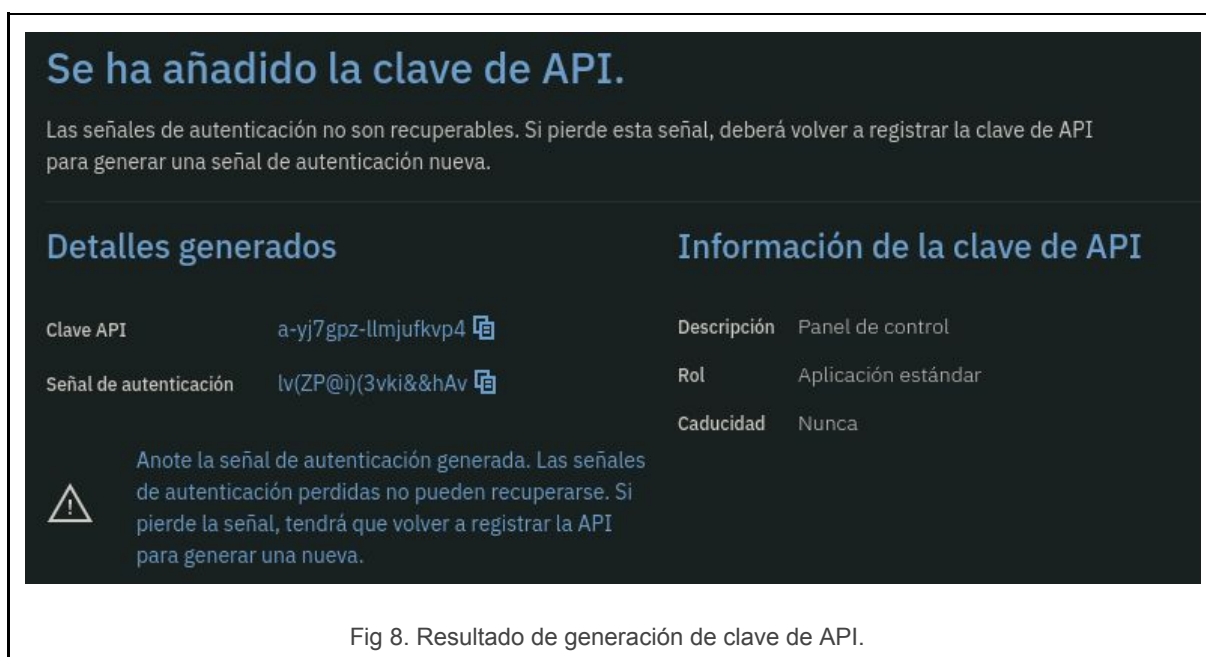 Se ha añadido la clave de API.
Las señales de autenticación no son recuperables. Si pierde esta señal, deberá volver a registrar la clave de API
para generar una señal de autenticación nueva.
Detalles generados
Clave API a-yj7gpz-llmjufkvp4
Señal de autenticación lv(ZP@i)(3vki&&hAv
Anote la señal de autenticación generada. Las señales
de autenticación perdidas no pueden recuperarse. Si
pierde la señal, tendrá que volver a registrar la API
para generar una nueva.
Información de la clave de API
Descripción Panel de control
Rol Aplicación estándar
Caducidad Nunca
Fig 8. Resultado de generación de clave de API.